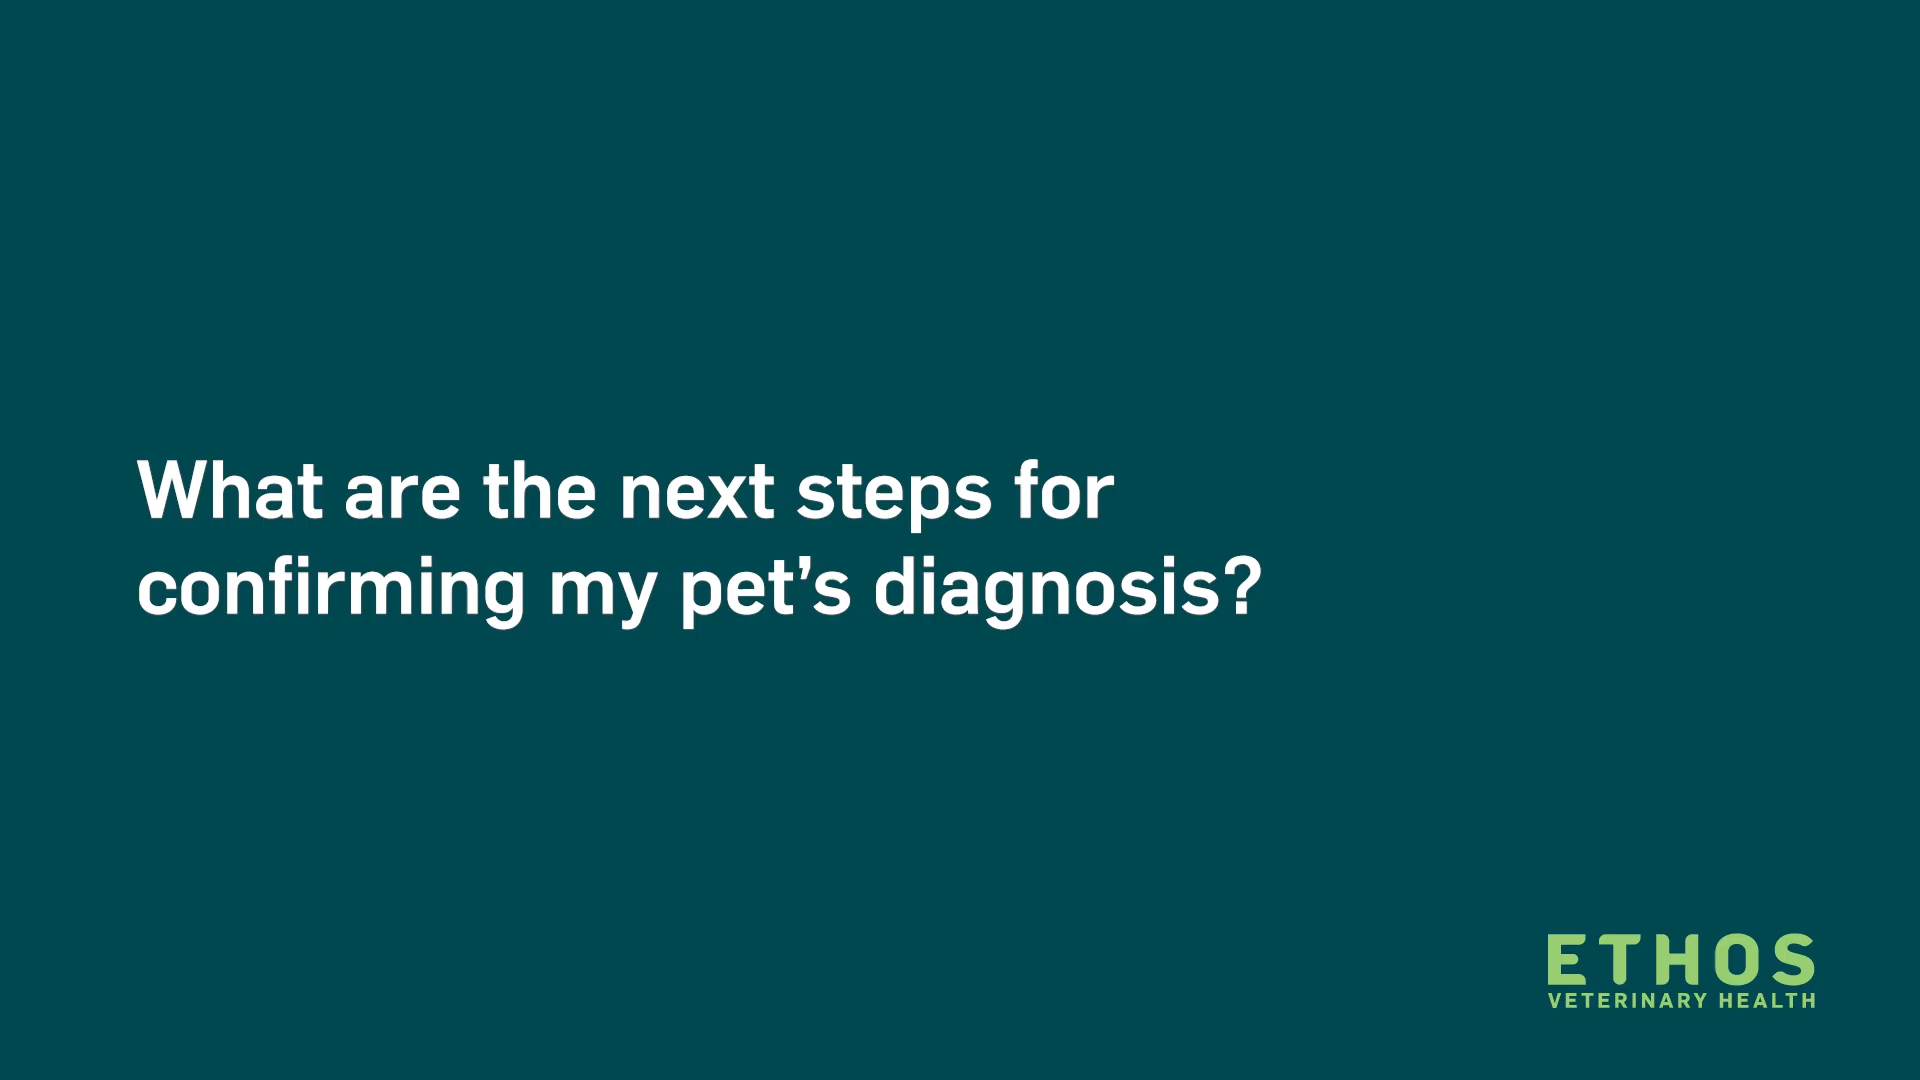 What are the next steps for
confirming my pet’s diagnosis?
ETHOS
VETERINARY HEALTH